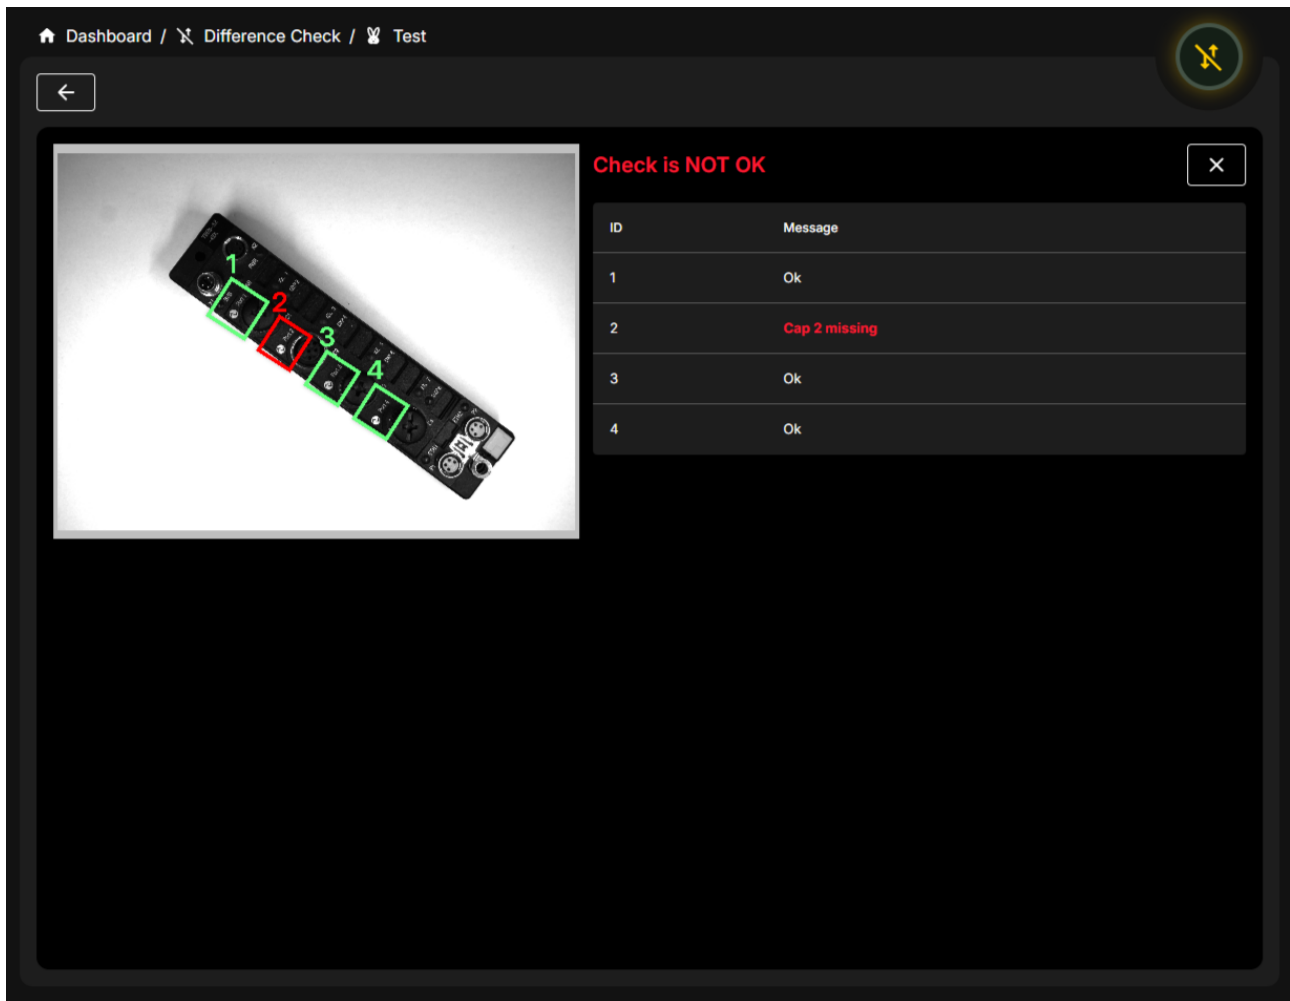 Dashboard / Difference Check / Test
Check is NOT OK
ID Message
1 Ok
2 Cap 2 missing
3 Ok
4 Ok
1
2
3
4